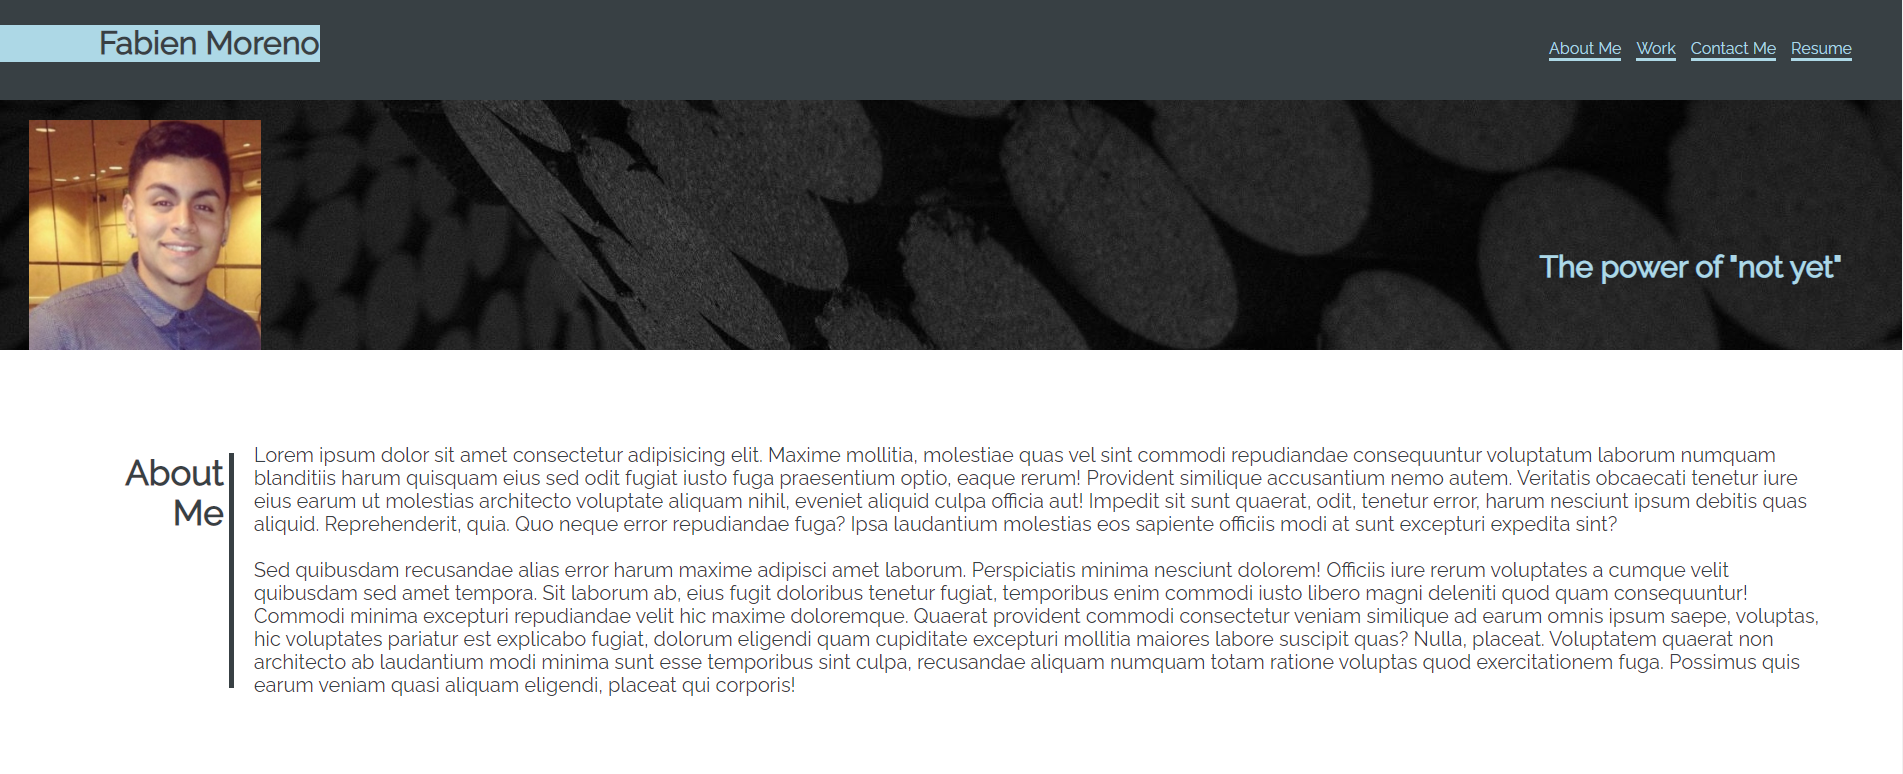 Fabien Moreno
About Me Work Contact Me Resume
The power of "not yet"
About
Me
Lorem ipsum dolor sit amet consectetur adipisicing elit. Maxime mollitia, molestiae quas vel sint commodi repudiandae consequuntur voluptatum laborum numquam
blanditiis harum quisquam eius sed odit fugiat iusto fuga praesentium optio, eaque rerum! Provident similique accusantium nemo autem. Veritatis obcaecati tenetur iure
eius earum ut molestias architecto voluptate aliquam nihil, eveniet aliquid culpa officia aut! Impedit sit sunt quaerat, odit, tenetur error, harum nesciunt ipsum debitis quas
aliquid. Reprehenderit, quia. Quo neque error repudiandae fuga? Ipsa laudantium molestias eos sapiente officiis modi at sunt excepturi expedita sint?
Sed quibusdam recusandae alias error harum maxime adipisci amet laborum. Perspiciatis minima nesciunt dolorem! Officiis iure rerum voluptates a cumque velit
quibusdam sed amet tempora. Sit laborum ab, eius fugit doloribus tenetur fugiat, temporibus enim commodi iusto libero magni deleniti quod quam consequuntur!
Commodi minima excepturi repudiandae velit hic maxime doloremque. Quaerat provident commodi consectetur veniam similique ad earum omnis ipsum saepe, voluptas,
hic voluptates pariatur est explicabo fugiat, dolorum eligendi quam cupiditate excepturi mollitia maiores labore suscipit quas? Nulla, placeat. Voluptatem quaerat non
architecto ab laudantium modi minima sunt esse temporibus sint culpa, recusandae aliquam numquam totam ratione voluptas quod exercitationem fuga. Possimus quis
earum veniam quasi aliquam eligendi, placeat qui corporis!